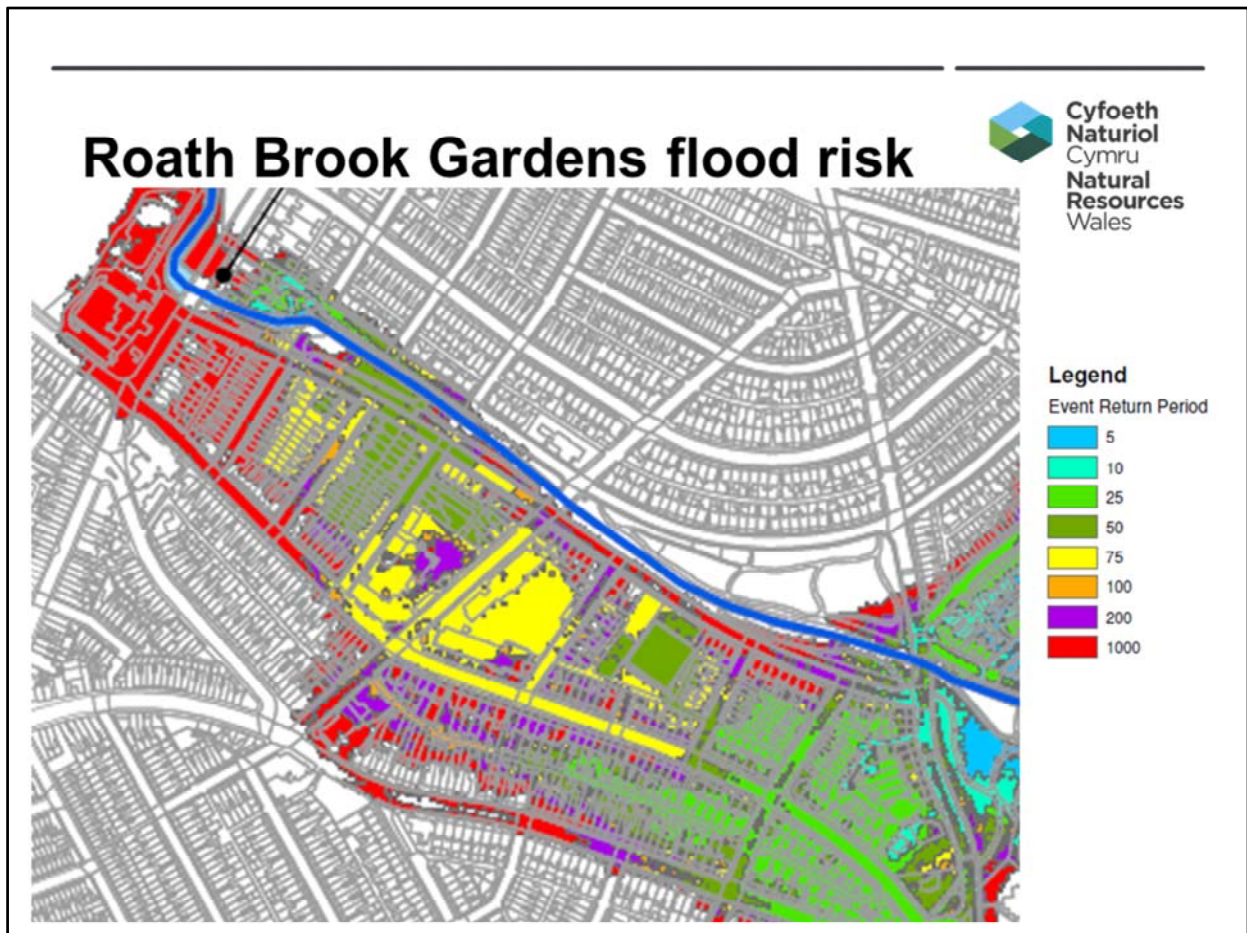 Roath Brook Gardens flood risk
Cyfoeth
Naturiol
Cymru
Natural
Resources
Wales
Legend
Event Return Period
5
10
25
50
75
100
200
1000